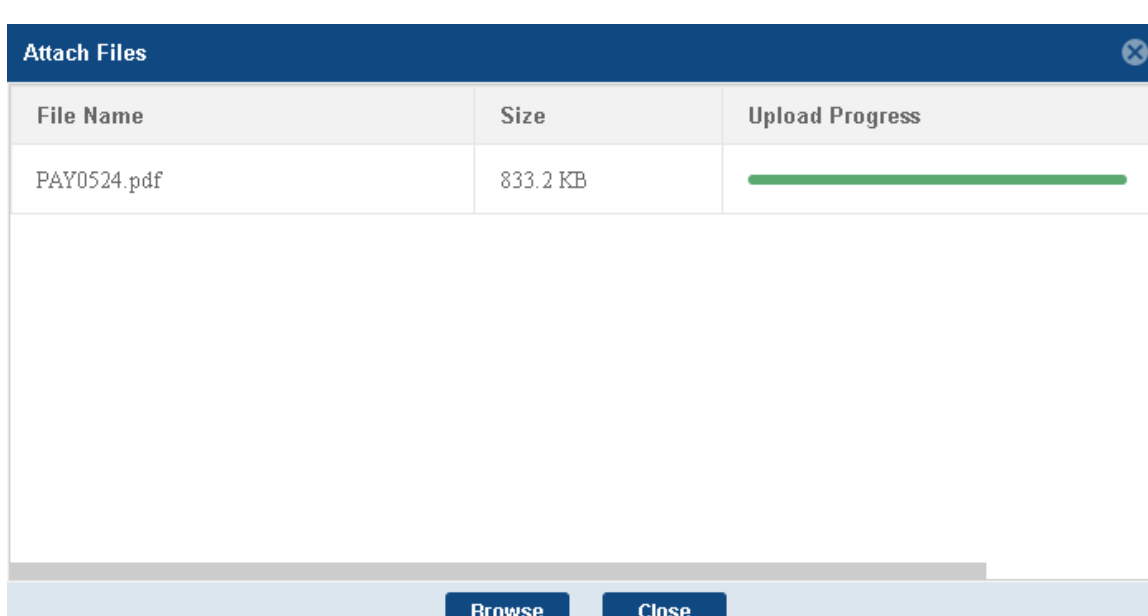 Attach Files
File Name Size Upload Progress
PAY0524.pdf 833.2 KB
Browse Close